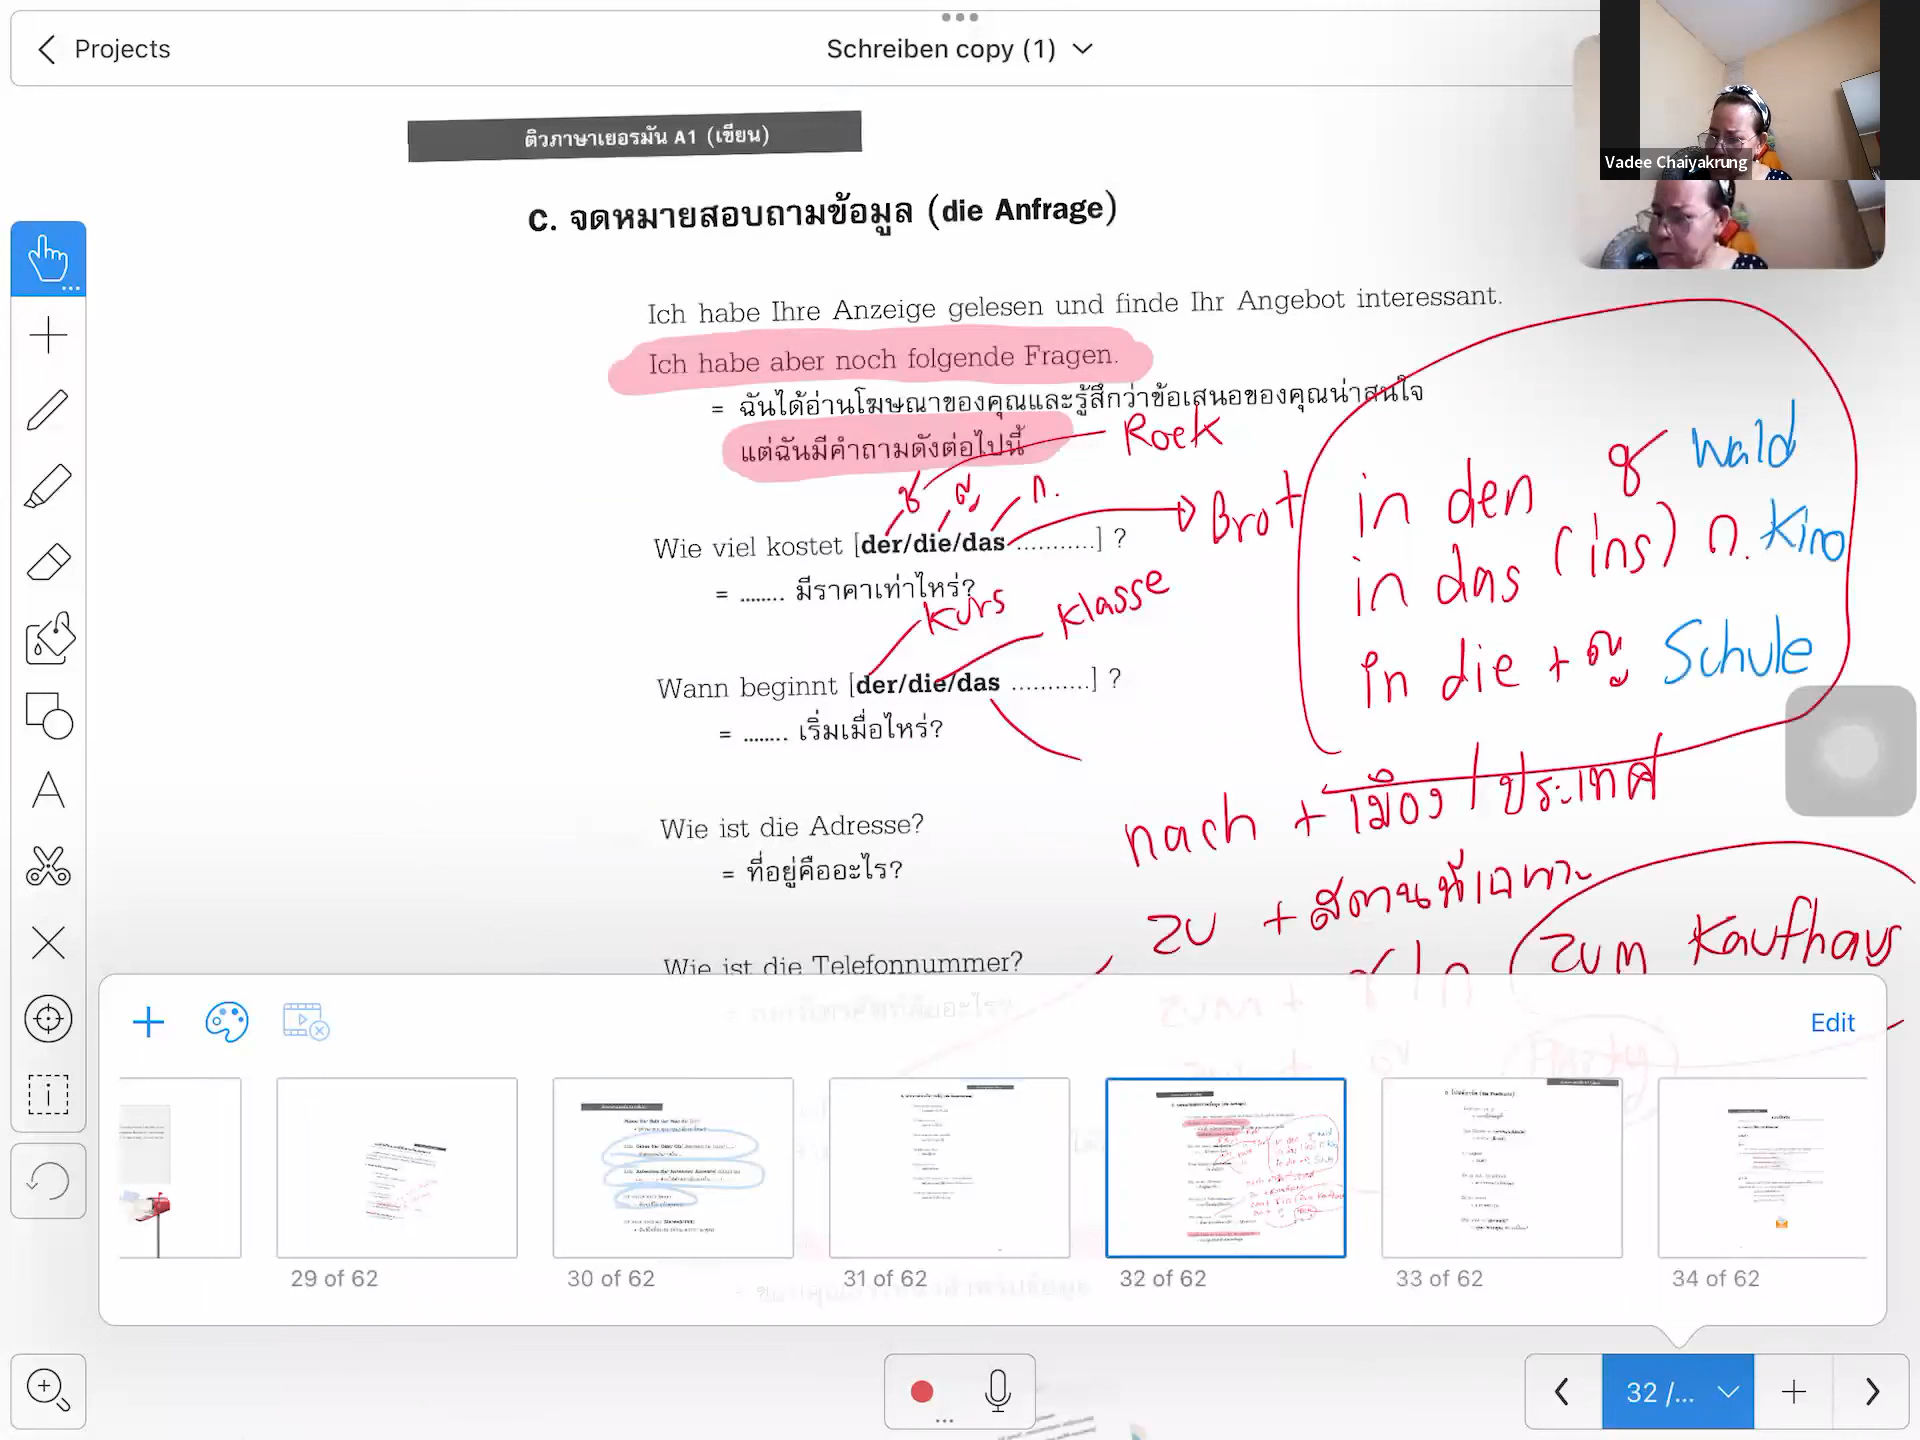 Projects
Schreiben copy (1)
Vadee Chaiyakrung
ติวภาษาเยอรมัน A1 (เขียน)
C. จดหมายสอบถามข้อมูล (die Anfrage)
Ich habe Ihre Anzeige gelesen und finde Ihr Angebot interessant.
Ich habe aber noch folgende Fragen.
= ฉันได้อ่านโฆษณาของคุณและรู้สึกว่าข้อเสนอของคุณน่าสนใจ
แต่ฉันมีคำถามดังต่อไปนี้
Rock
ช ญ ก.
Wie viel kostet [der/die/das ...........] ?
Brot
= ........ มีราคาเท่าไหร่?
Kurs Klasse
Wann beginnt [der/die/das ...........] ?
= ........ เริ่มเมื่อไหร่?
in den ช Wald
in das (ins) ก. Kino
in die + ญ Schule
Wie ist die Adresse?
= ที่อยู่คืออะไร?
nach + เมือง / ประเทศ
zu + สถานที่เฉพาะ
Wie ist die Telefonnummer?
zum Kaufhaus
zum +
Party
Edit
29 of 62
30 of 62
31 of 62
32 of 62
33 of 62
34 of 62
32 /...